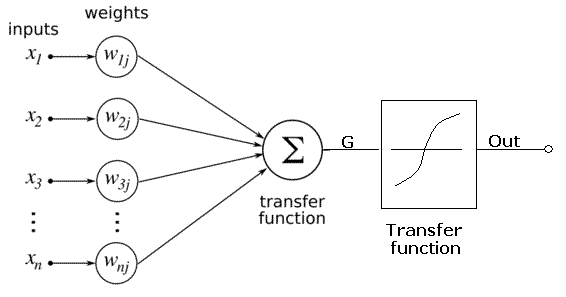 weights
inputs
x1
w1j
x2
w2j
x3
w3j
⋮
⋮
xn
wnj
Σ
transfer
function
G
Out
Transfer
function